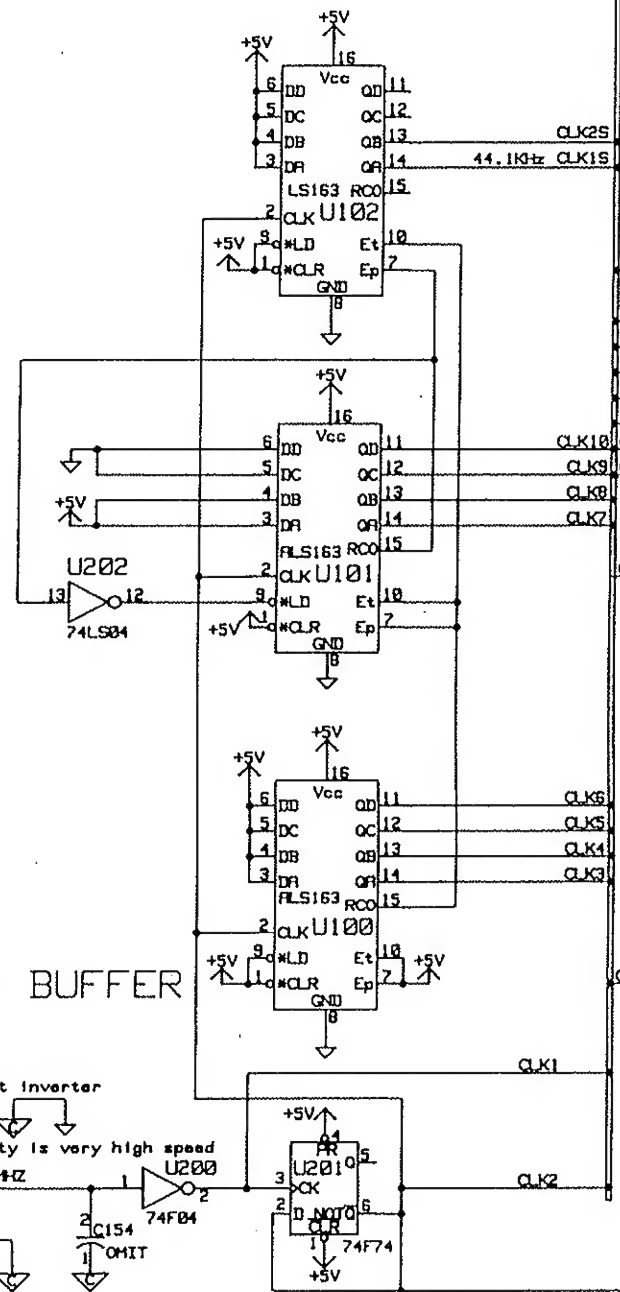 +5V
+5V
16
Vcc
6 DD QD 11
5 DC QC 12
4 DB QB 13 CLK2S
3 DA QA 14 44.1KHz CLK1S
LS163 RCO 15
2 CLK U102
+5V 9 *LD Et 10
1 *CLR Ep 7
GND
8
+5V
16
Vcc
6 DD QD 11 CLK10
5 DC QC 12 CLK9
4 DB QB 13 CLK8
+5V 3 DA QA 14 CLK7
ALS163 RCO 15
U202
2 CLK U101
13 12 9 *LD Et 10
74LS04 +5V 1 *CLR Ep 7
GND
8
+5V
+5V
16
Vcc
6 DD QD 11 CLK6
5 DC QC 12 CLK5
4 DB QB 13 CLK4
3 DA QA 14 CLK3
ALS163 RCO 15
2 CLK U100
+5V 9 *LD Et 10 +5V
1 *CLR Ep 7
GND
8
BUFFER
CLK1
t inverter
C
+5V 4
PR
ty is very high speed
U200 U201 Q 5
HZ 1 2 3 CK CLK2
74F04 2 D NOTQ 6
2 C154 CLR
1 OMIT 1 74F74
C C +5V